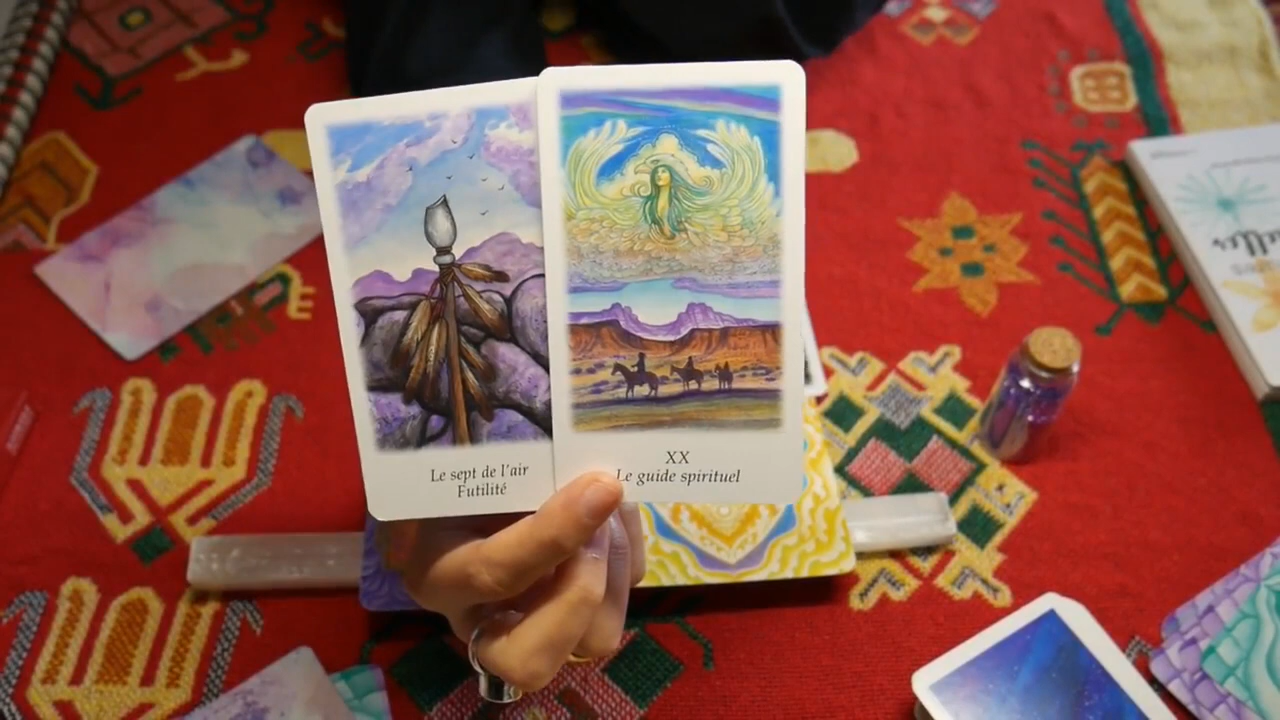 Le sept de l'air
Futilité
XX
Le guide spirituel